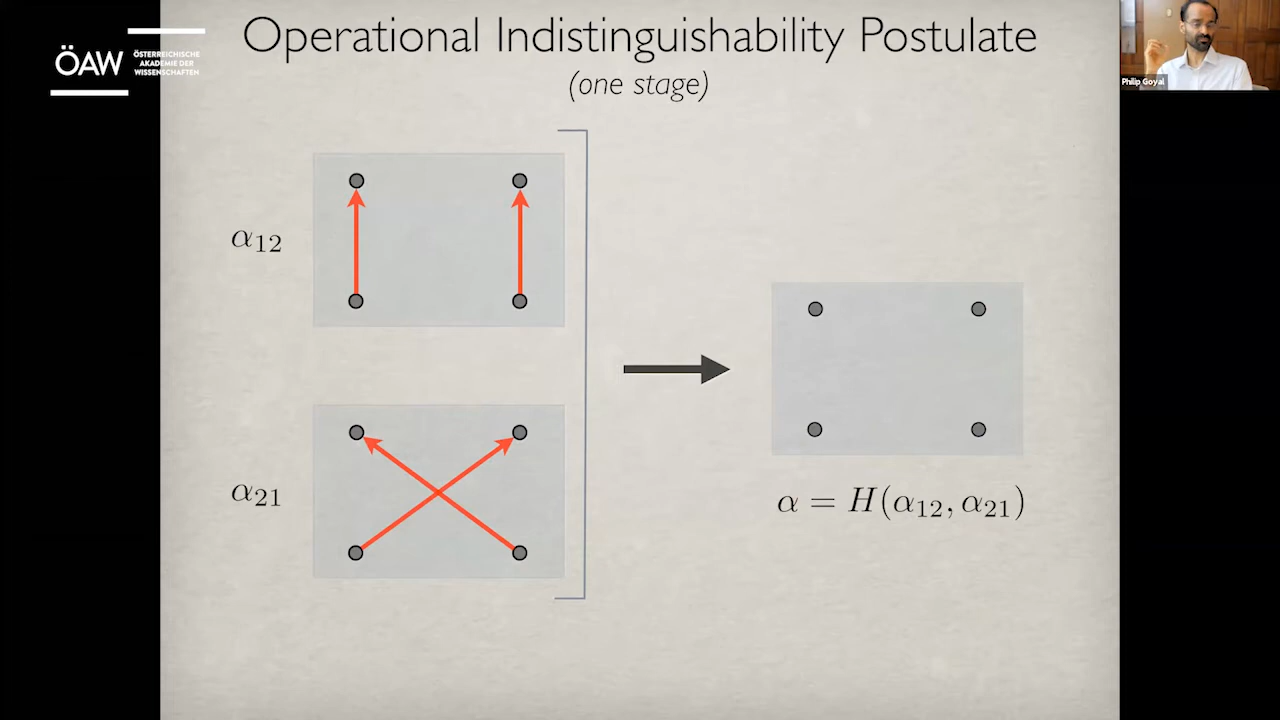 Operational Indistinguishability Postulate
(one stage)
ÖAW
ÖSTERREICHISCHE
AKADEMIE DER
WISSENSCHAFTEN
Philip Goyal
α₁₂
α₂₁
α = H(α₁₂, α₂₁)